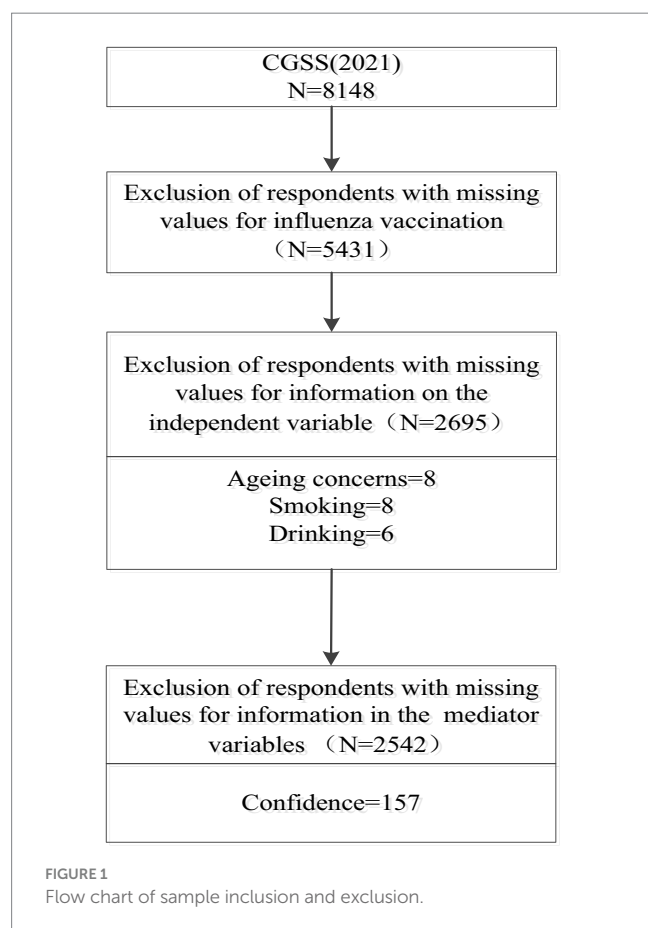 CGSS(2021)
N=8148
Exclusion of respondents with missing
values for influenza vaccination
（N=5431）
Exclusion of respondents with missing
values for information on the
independent variable（N=2695）
Ageing concerns=8
Smoking=8
Drinking=6
Exclusion of respondents with missing
values for information in the mediator
variables （N=2542）
Confidence=157
FIGURE 1
Flow chart of sample inclusion and exclusion.